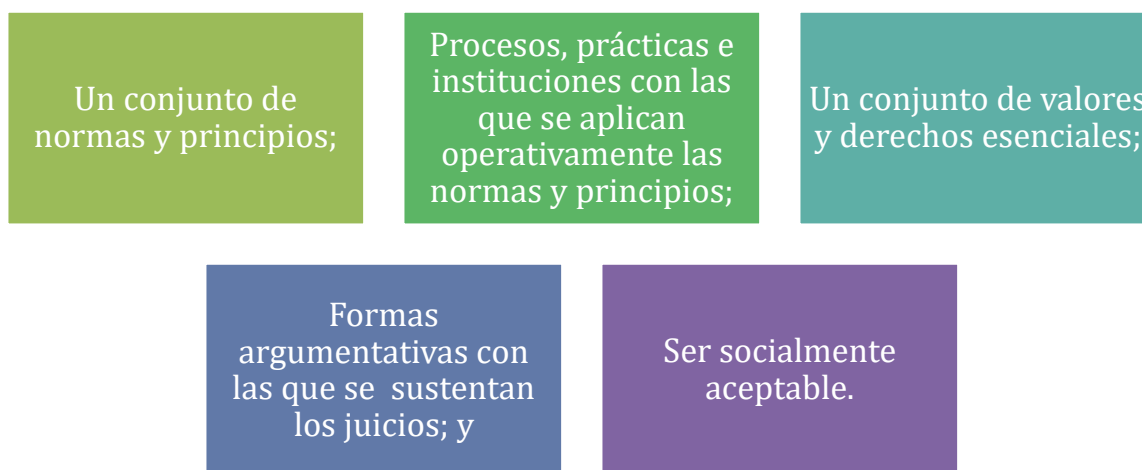 Un conjunto de
normas y principios;
Procesos, prácticas e
instituciones con las
que se aplican
operativamente las
normas y principios;
Un conjunto de valores
y derechos esenciales;
Formas
argumentativas con
las que se sustentan
los juicios; y
Ser socialmente
aceptable.